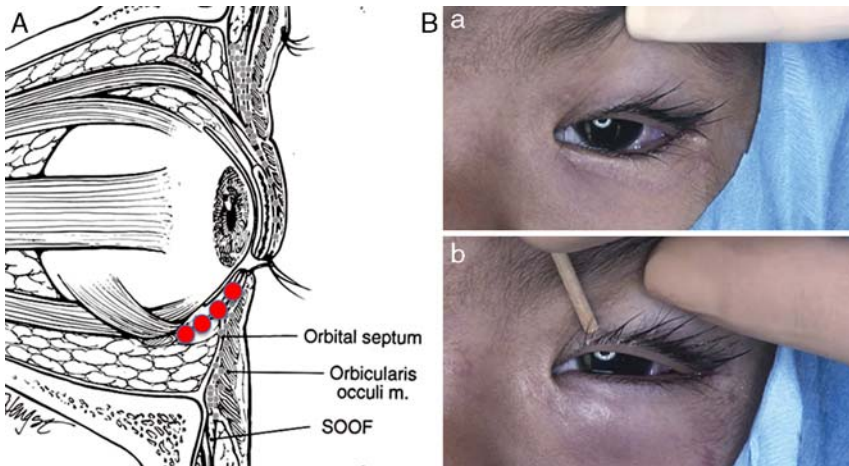 A
B
a
b
Orbital septum
Orbicularis
occuli m.
SOOF